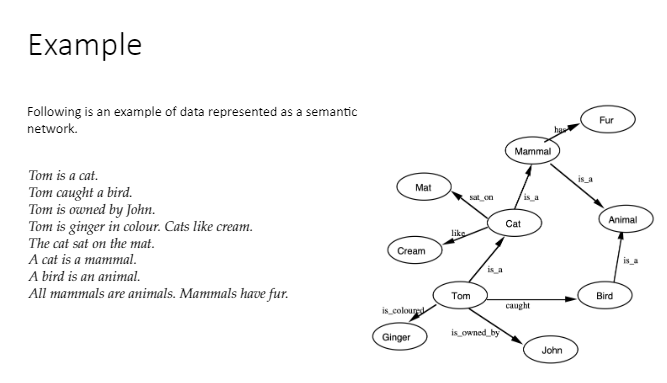 Example
Following is an example of data represented as a semantic
network.
Tom is a cat.
Tom caught a bird.
Tom is owned by John.
Tom is ginger in colour. Cats like cream.
The cat sat on the mat.
A cat is a mammal.
A bird is an animal.
All mammals are animals. Mammals have fur.
Fur
has
Mammal
is_a
Mat
sat_on
is_a
Animal
Cat
like
Cream
is_a
is_a
Tom
caught
Bird
is_coloured
Ginger
is_owned_by
John